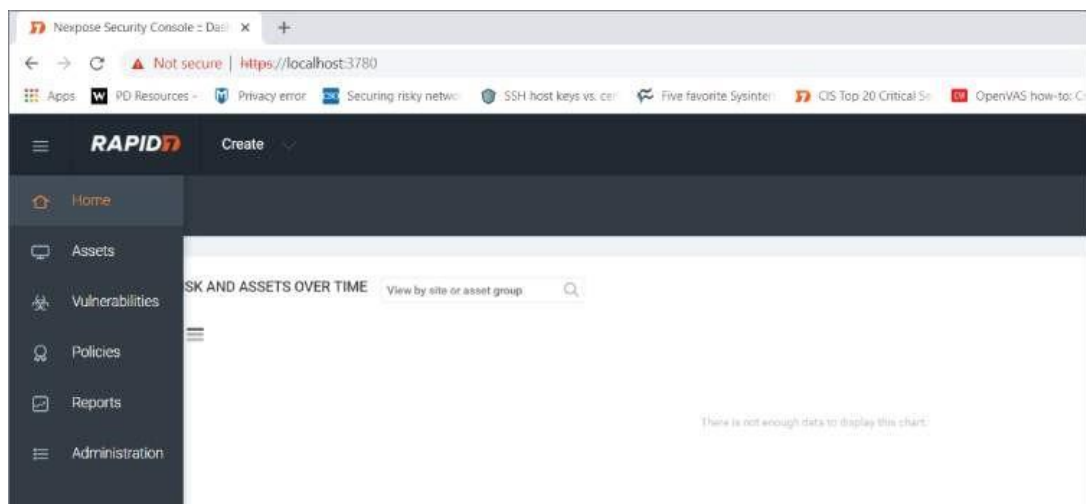 Nexpose Security Console :: Das
Not secure | https://localhost:3780
Apps PD Resources - Privacy error Securing risky netwo SSH host keys vs. cer Five favorite Sysinter CIS Top 20 Critical Se OpenVAS how-to: C
RAPID7 Create
Home
Assets
SK AND ASSETS OVER TIME View by site or asset group
Vulnerabilities
Policies
Reports
There is not enough data to display this chart.
Administration